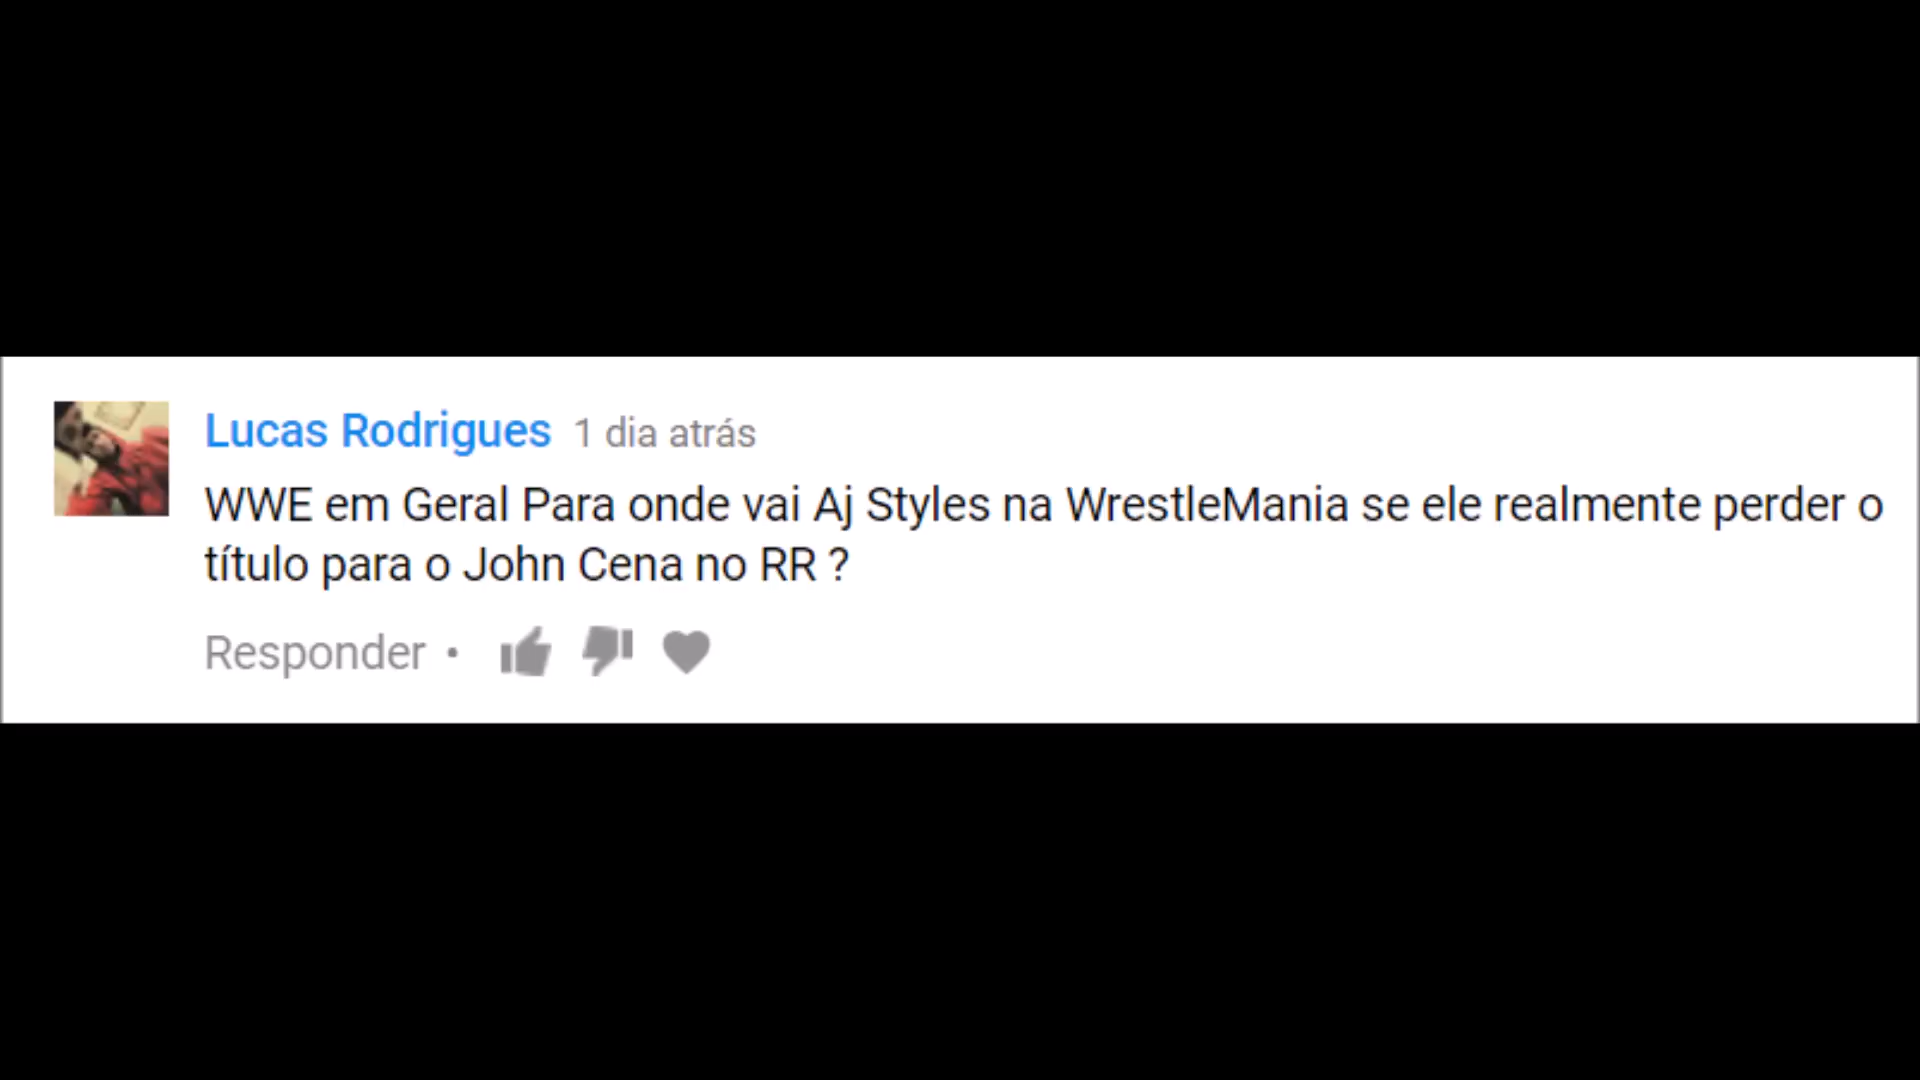 Lucas Rodrigues 1 dia atrás
WWE em Geral Para onde vai Aj Styles na WrestleMania se ele realmente perder o
título para o John Cena no RR ?
Responder •